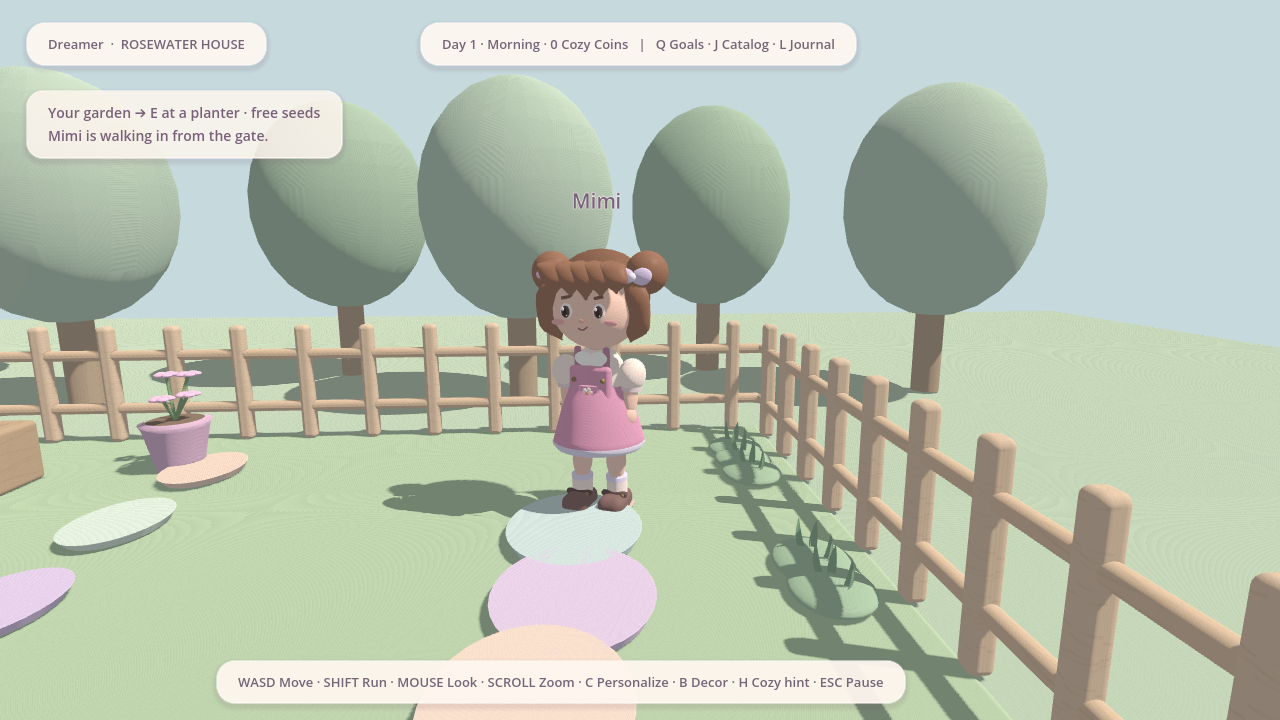 Dreamer · ROSEWATER HOUSE
Day 1 · Morning · 0 Cozy Coins | Q Goals · J Catalog · L Journal
Your garden → E at a planter · free seeds
Mimi is walking in from the gate.
Mimi
WASD Move · SHIFT Run · MOUSE Look · SCROLL Zoom · C Personalize · B Decor · H Cozy hint · ESC Pause